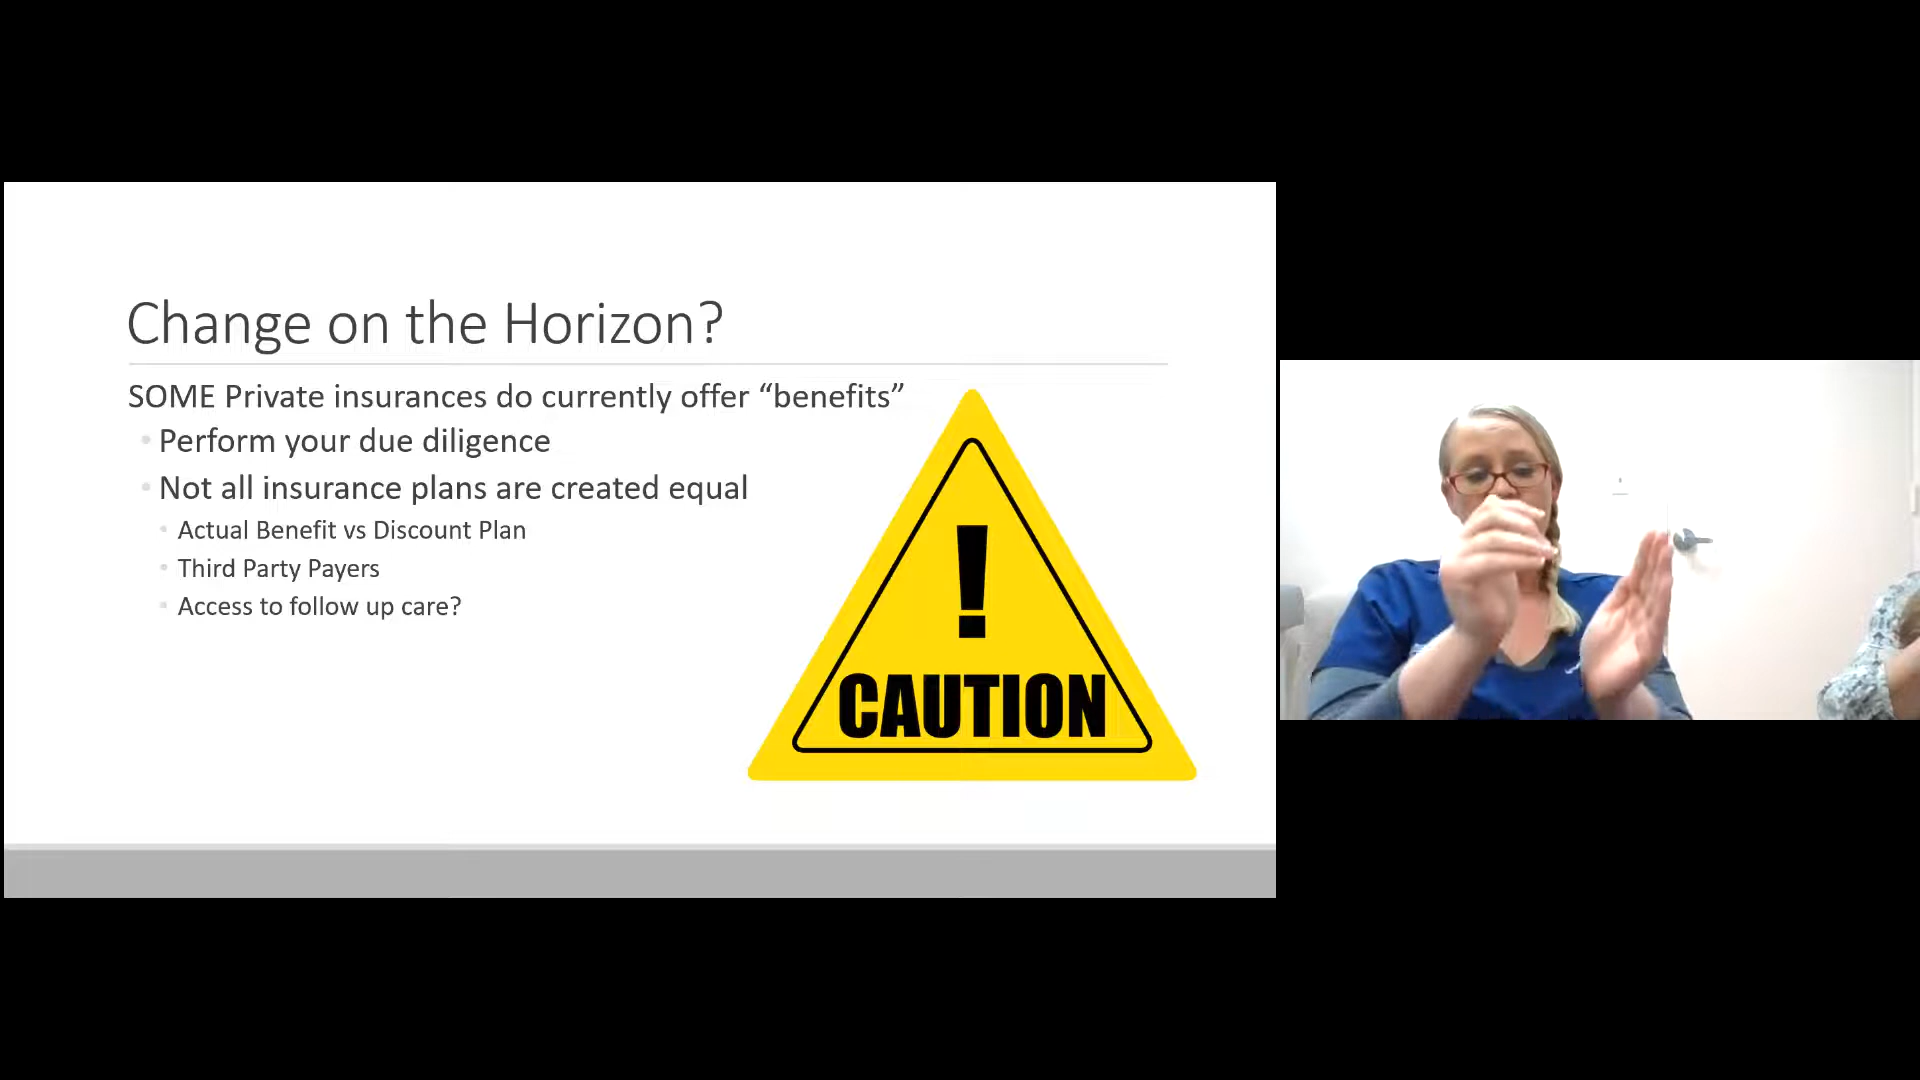 Change on the Horizon?
SOME Private insurances do currently offer “benefits”
Perform your due diligence
Not all insurance plans are created equal
Actual Benefit vs Discount Plan
Third Party Payers
Access to follow up care?
!
CAUTION